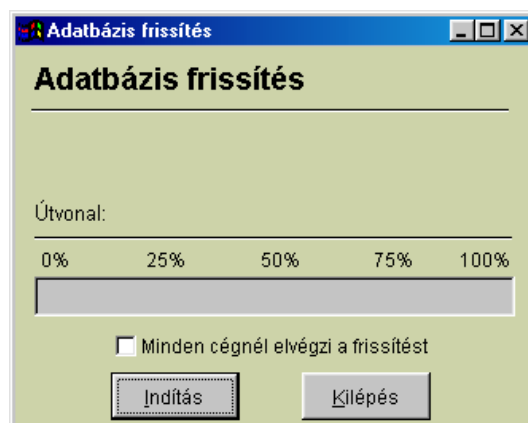 Adatbázis frissítés
Adatbázis frissítés
Útvonal:
0% 25% 50% 75% 100%
Minden cégnél elvégzi a frissítést
Indítás Kilépés